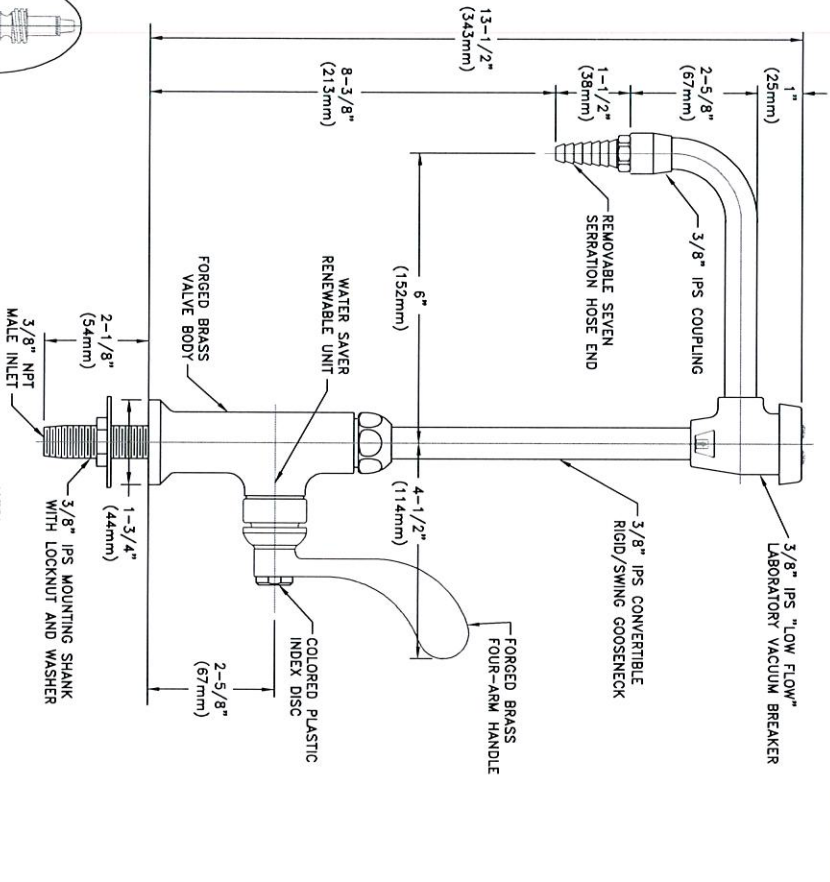 13-1/2"
(343mm)
1"
(25mm)
2-5/8"
(67mm)
1-1/2"
(38mm)
8-3/8"
(213mm)
3/8" IPS "LOW FLOW"
LABORATORY VACUUM BREAKER
3/8" IPS COUPLING
REMOVABLE SEVEN
SERRATION HOSE END
3/8" IPS CONVERTIBLE
RIGID/SWING GOOSENECK
6"
(152mm)
4-1/2"
(114mm)
FORGED BRASS
FOUR-ARM HANDLE
WATER SAVER
RENEWABLE UNIT
FORGED BRASS
VALVE BODY
COLORED PLASTIC
INDEX DISC
2-5/8"
(67mm)
2-1/8"
(54mm)
1-3/4"
(44mm)
3/8" NPT
MALE INLET
3/8" IPS MOUNTING SHANK
WITH LOCKNUT AND WASHER